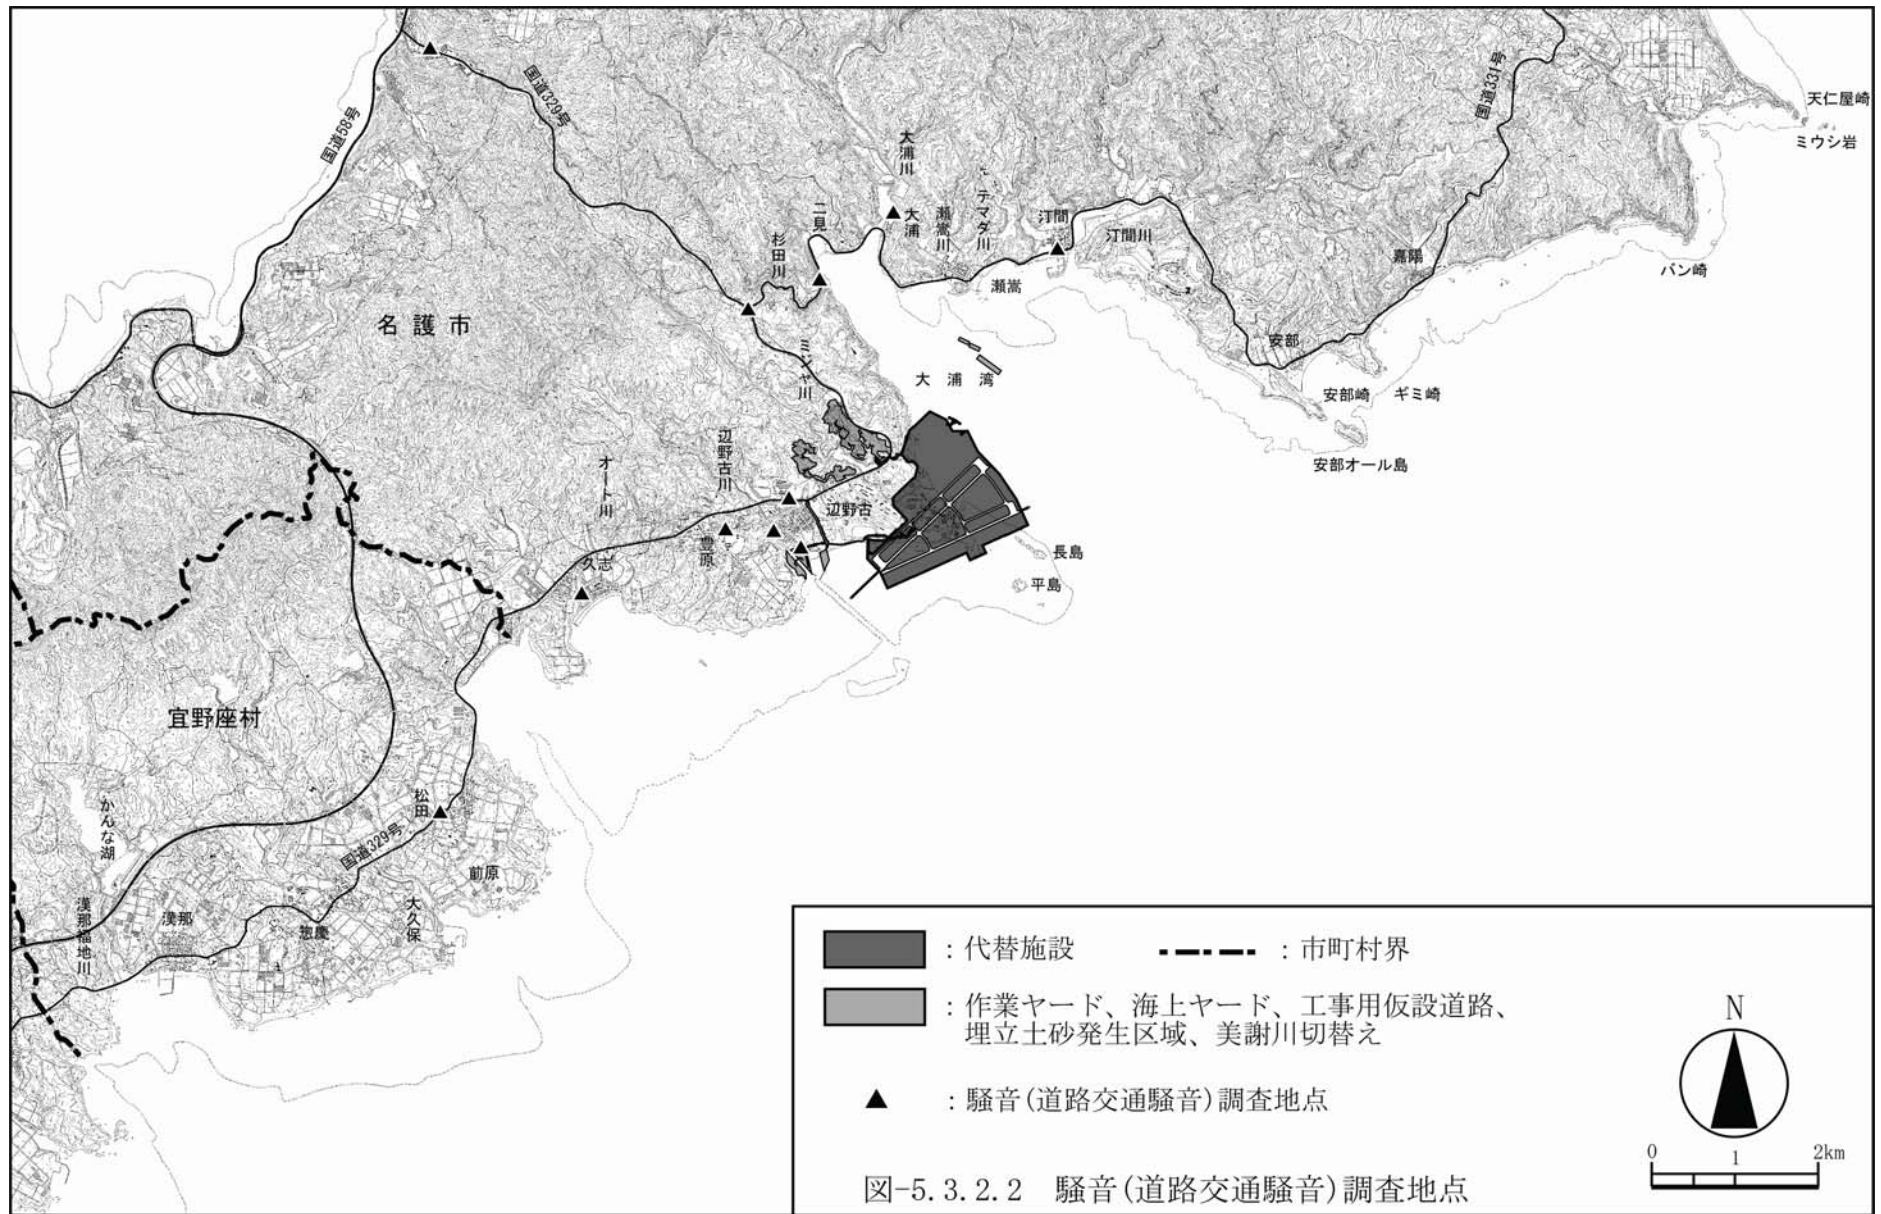 天仁屋崎
ミウシ岩
国道331号
国道329号
国道58号
大浦川
大浦
瀬嵩川
テマダ川
汀間
汀間川
二見
杉田川
嘉陽
バン崎
瀬嵩
名護市
安部
ミジャ川
大浦湾
安部崎
ギミ崎
安部オール島
辺野古川
オートト川
辺野古
豊原
久志
長島
平島
宜野座村
かんな湖
松田
国道329号
前原
大久保
漢那福地川
漢那
惣慶
:代替施設
:市町村界
:作業ヤード、海上ヤード、工事用仮設道路、
埋立土砂発生区域、美謝川切替え
:騒音(道路交通騒音)調査地点
N
0 1 2km
図-5.3.2.2 騒音(道路交通騒音)調査地点